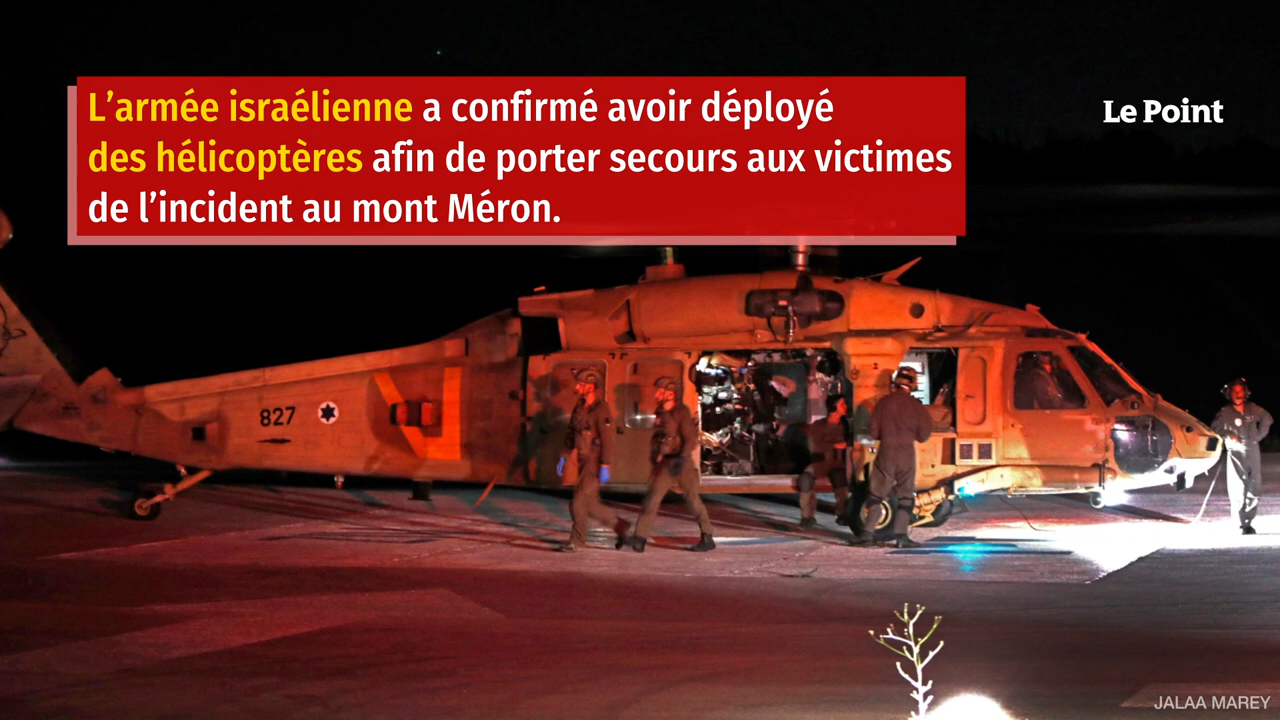 L’armée israélienne a confirmé avoir déployé
des hélicoptères afin de porter secours aux victimes
de l’incident au mont Méron.
Le Point
827
JALAA MAREY